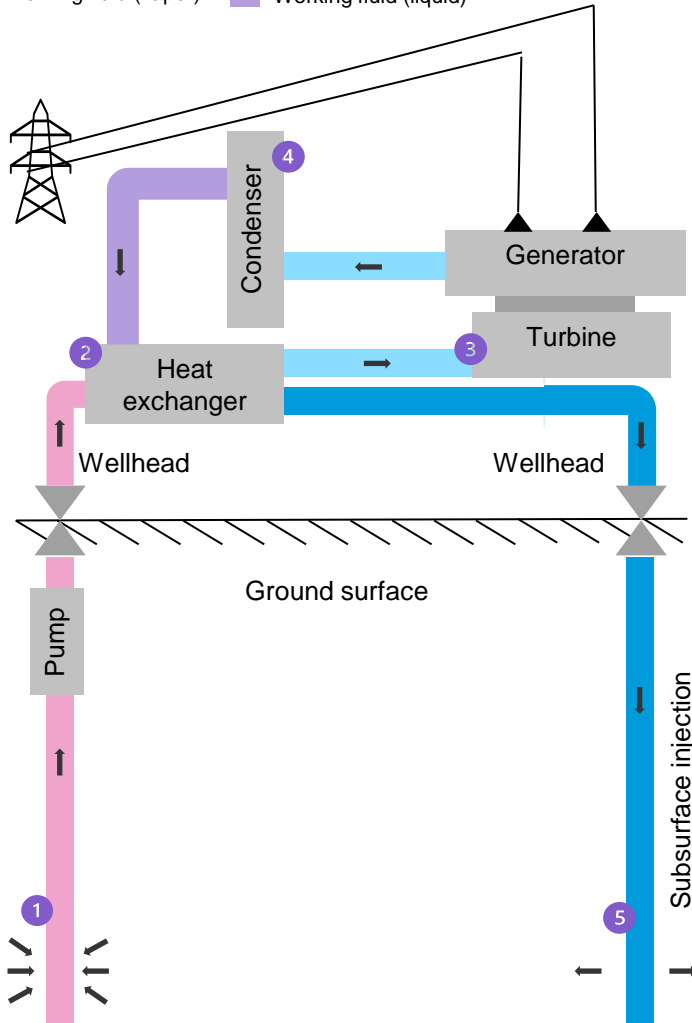 Working fluid (liquid)
4
Condenser
Generator
2
3
Turbine
Heat
exchanger
Wellhead
Wellhead
Ground surface
Pump
Subsurface injection
1
5